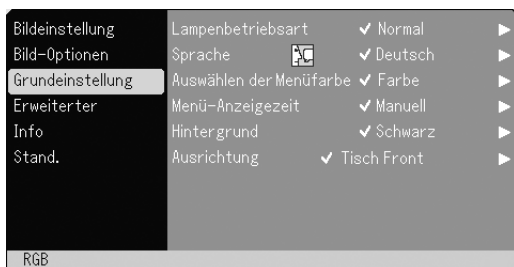 Bildeinstellung
Bild-Optionen
Grundeinstellung
Erweiterter
Info
Stand.
Lampenbetriebsart ✓ Normal ▶
Sprache ✓ Deutsch ▶
Auswählen der Menüfarbe ✓ Farbe ▶
Menü-Anzeigezeit ✓ Manuell ▶
Hintergrund ✓ Schwarz ▶
Ausrichtung ✓ Tisch Front ▶
RGB